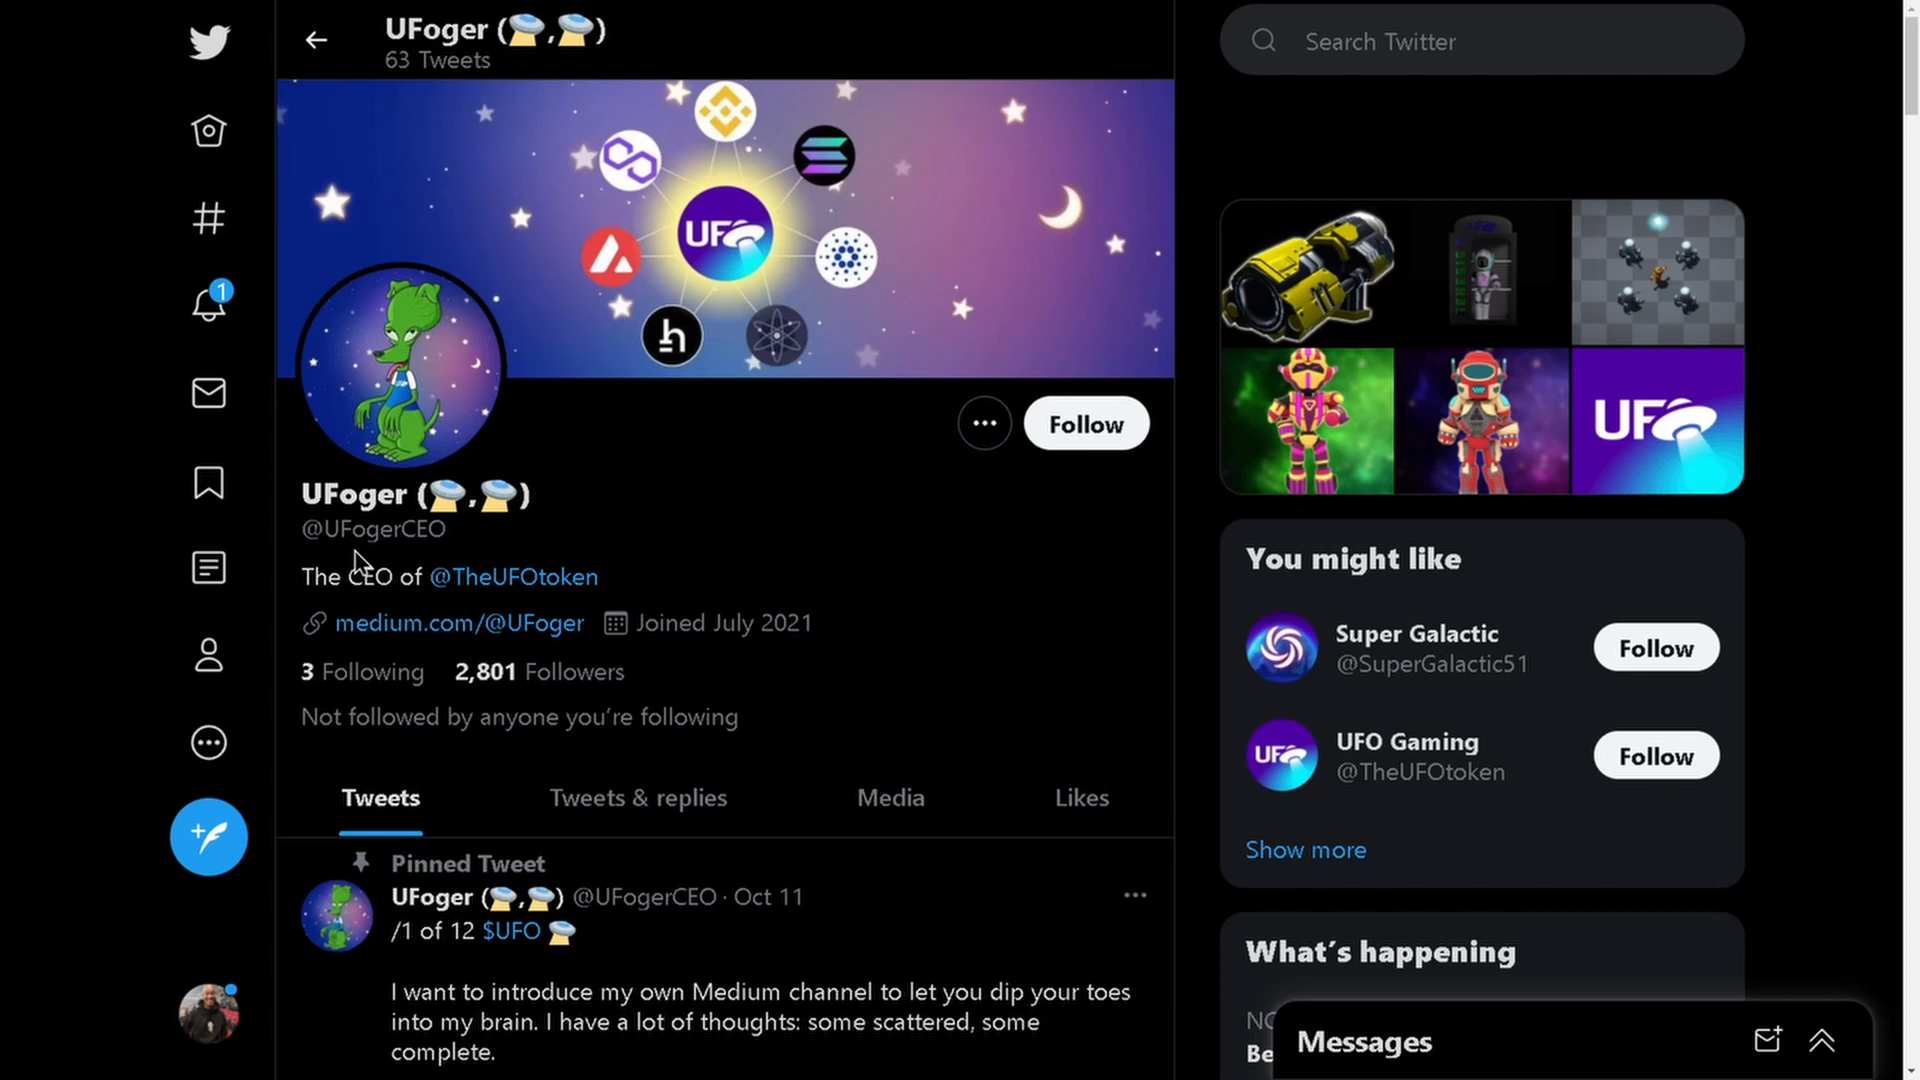 UFoger (🛸,🛸)
63 Tweets
Search Twitter
UFO
1
Follow
UFO
UFoger (🛸,🛸)
@UFogerCEO
The CEO of @TheUFOtoken
medium.com/@UFoger Joined July 2021
3 Following 2,801 Followers
Not followed by anyone you're following
Tweets Tweets & replies Media Likes
Pinned Tweet
UFoger (🛸,🛸) @UFogerCEO · Oct 11
/1 of 12 $UFO 🛸
I want to introduce my own Medium channel to let you dip your toes
into my brain. I have a lot of thoughts: some scattered, some
complete.
You might like
Super Galactic
@SuperGalactic51
Follow
UFO
UFO Gaming
@TheUFOtoken
Follow
Show more
What's happening
Messages